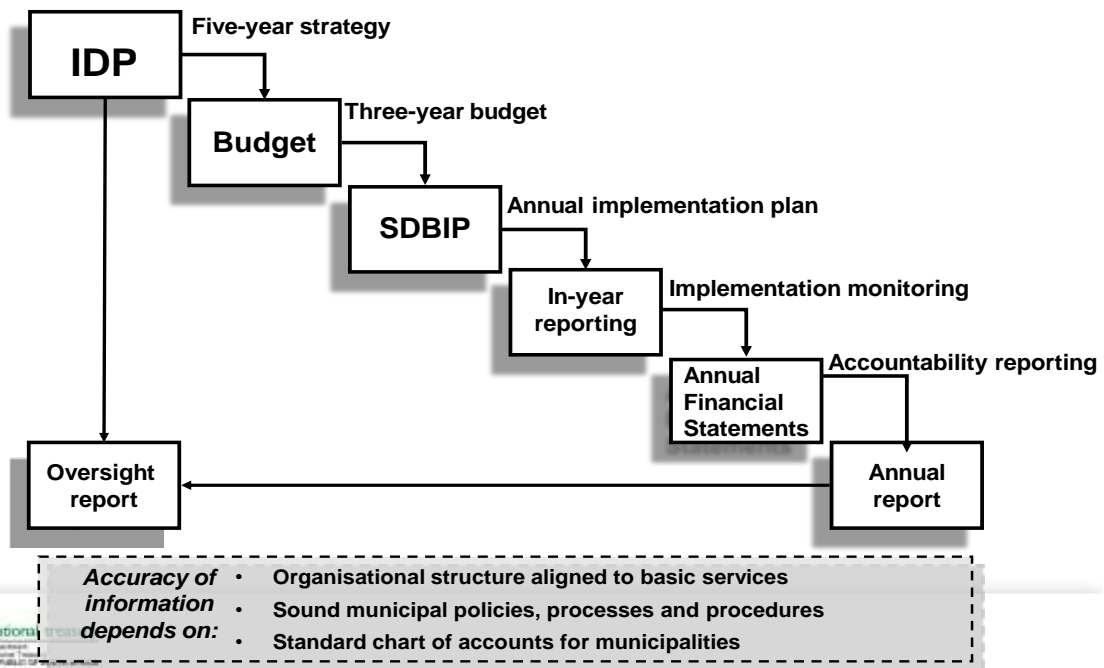 IDP
Five-year strategy
Budget
Three-year budget
SDBIP
Annual implementation plan
In-year
reporting
Implementation monitoring
Annual
Financial
Statements
Accountability reporting
Oversight
report
Annual
report
Accuracy of
information
depends on:
• Organisational structure aligned to basic services
• Sound municipal policies, processes and procedures
• Standard chart of accounts for municipalities
national treasury